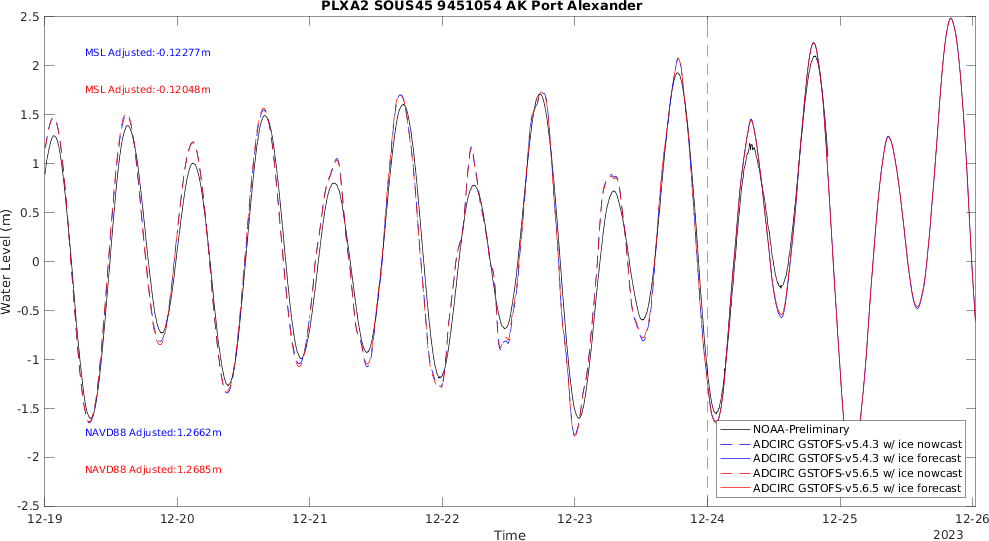 PLXA2 SOUS45 9451054 AK Port Alexander
2.5
2
1.5
1
0.5
0
-0.5
-1
-1.5
-2
-2.5
Water Level (m)
MSL Adjusted:-0.12277m
MSL Adjusted:-0.12048m
NAVD88 Adjusted:1.2662m
NAVD88 Adjusted:1.2685m
NOAA-Preliminary
ADCIRC GSTOFS-v5.4.3 w/ ice nowcast
ADCIRC GSTOFS-v5.4.3 w/ ice forecast
ADCIRC GSTOFS-v5.6.5 w/ ice nowcast
ADCIRC GSTOFS-v5.6.5 w/ ice forecast
12-19 12-20 12-21 12-22 12-23 12-24 12-25 12-26
Time
2023